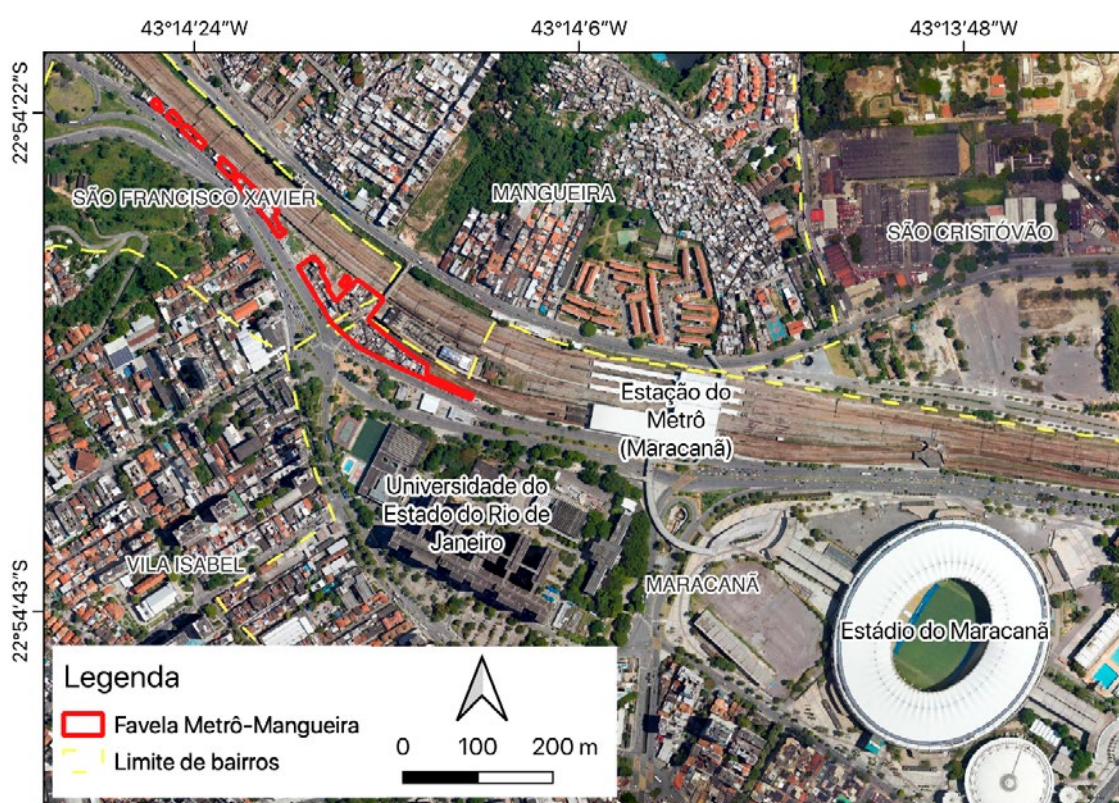 43°14′24″W
43°14′6″W
43°13′48″W
22°54′22″S
SÃO FRANCISCO XAVIER
MANGUEIRA
SÃO CRISTÓVÃO
Estação do
Metrô
(Maracanã)
Universidade do
Estado do Rio de
Janeiro
VILA ISABEL
MARACANÃ
22°54′43″S
Estádio do Maracanã
Legenda
Favela Metrô-Mangueira
Limite de bairros
0 100 200 m